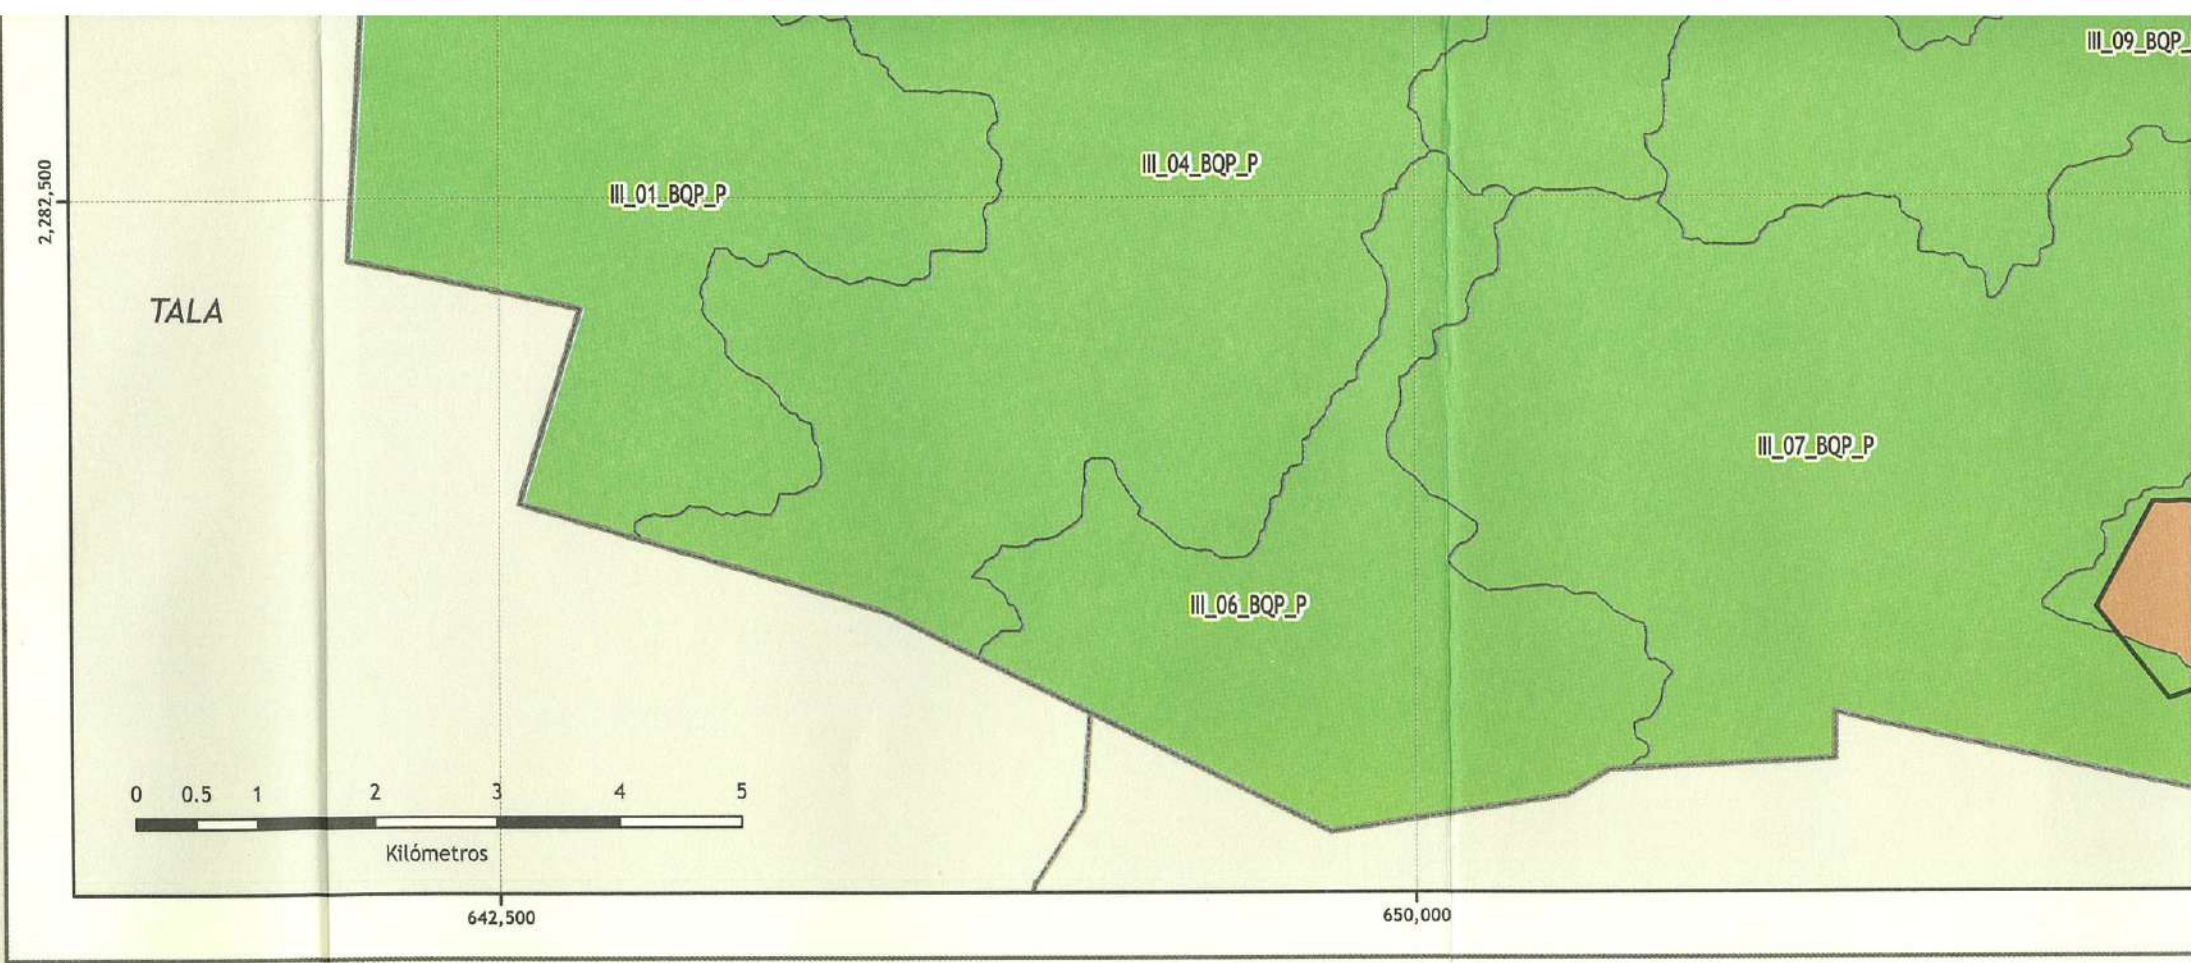 III_09_BQP_
III_04_BQP_P
III_01_BQP_P
2,282,500
TALA
III_07_BQP_P
III_06_BQP_P
0 0.5 1 2 3 4 5
Kilómetros
642,500 650,000